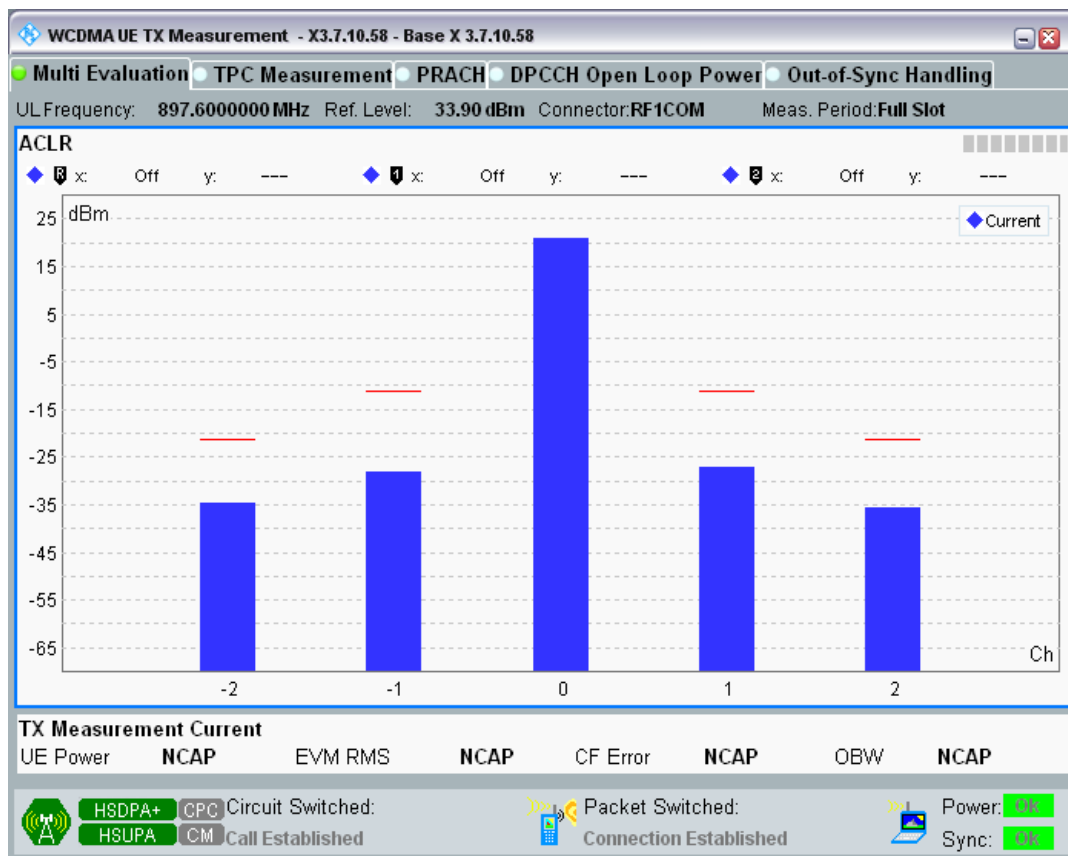 WCDMA UE TX Measurement - X3.7.10.58 - Base X 3.7.10.58
Multi Evaluation TPC Measurement PRACH DPCCH Open Loop Power Out-of-Sync Handling
UL Frequency: 897.6000000 MHz Ref. Level: 33.90 dBm Connector:RF1COM Meas. Period:Full Slot
ACLR
R x: Off y: --- 1 x: Off y: --- 2 x: Off y: ---
dBm
Current
25
15
5
-5
-15
-25
-35
-45
-55
-65
Ch
-2 -1 0 1 2
TX Measurement Current
UE Power NCAP EVM RMS NCAP CF Error NCAP OBW NCAP
HSDPA+ CPC Circuit Switched: Packet Switched: Power: OK
HSUPA CM Call Established Connection Established Sync: OK